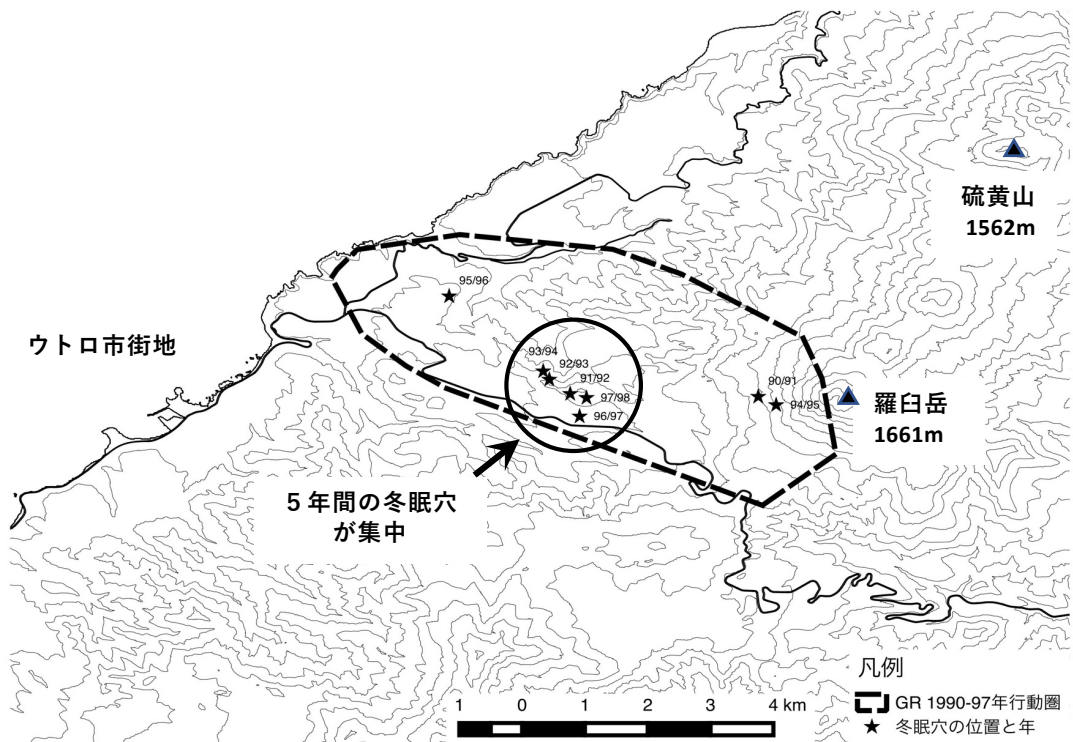 硫黄山
1562m
95/96
ウトロ市街地
93/94
92/93
91/92
97/98
96/97
90/91
94/95
羅臼岳
1661m
5年間の冬眠穴
が集中
凡例
GR 1990-97年行動圏
冬眠穴の位置と年
1 0 1 2 3 4 km